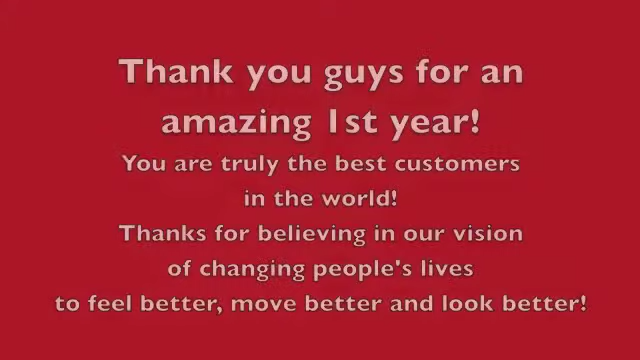 Thank you guys for an
amazing 1st year!
You are truly the best customers
in the world!
Thanks for believing in our vision
of changing people's lives
to feel better, move better and look better!